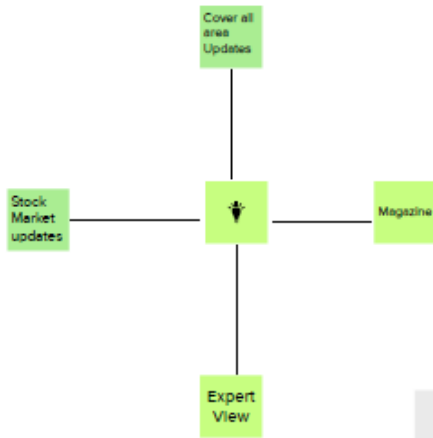 Cover all
area
Updates
Stock
Market
updates
Magazine
Expert
View